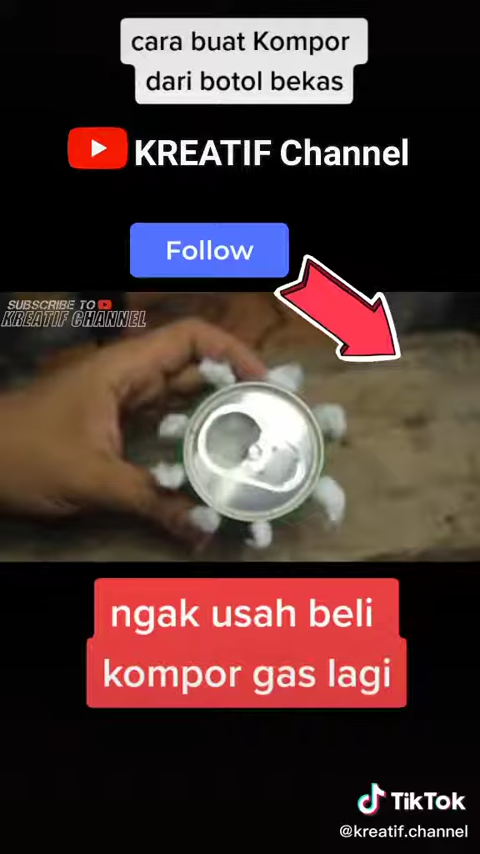 cara buat Kompor
dari botol bekas
KREATIF Channel
Follow
SUBSCRIBE TO
KREATIF CHANNEL
ngak usah beli
kompor gas lagi
TikTok
@kreatif.channel